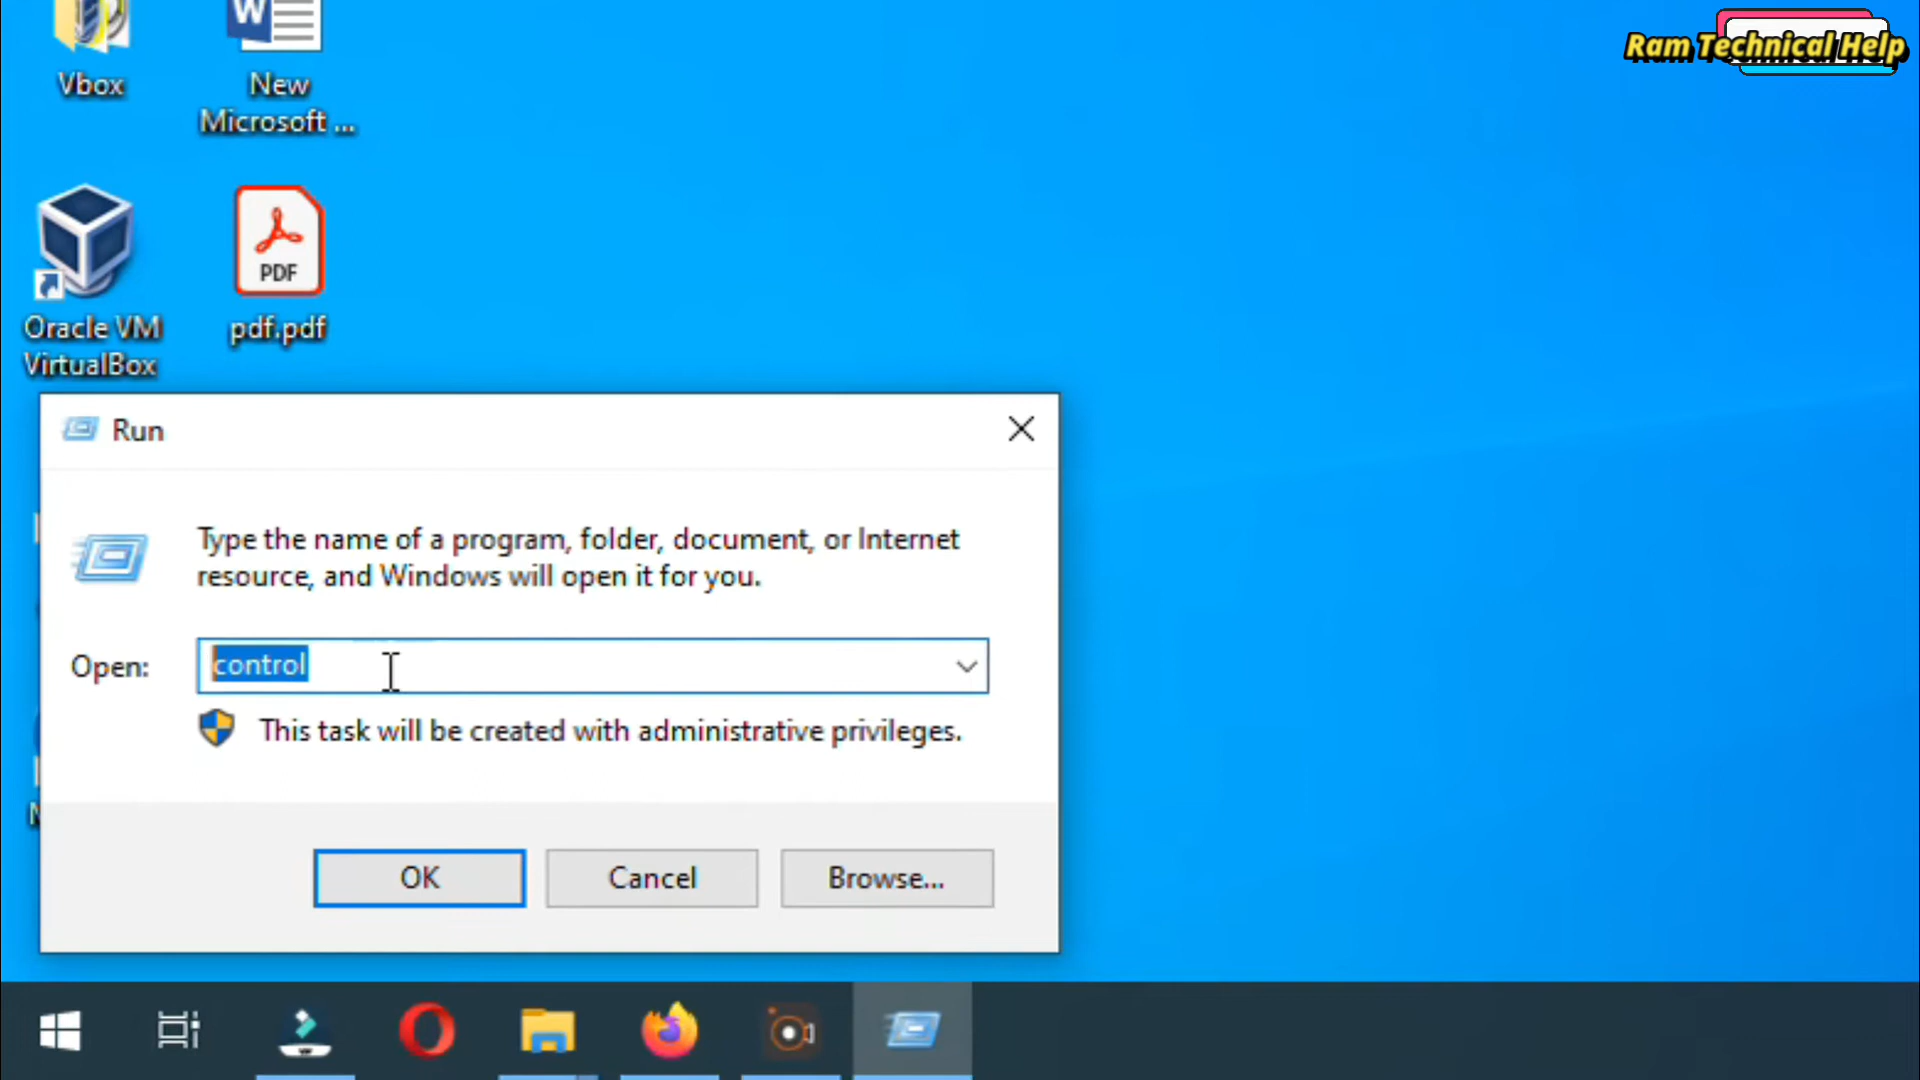 Ram Technical Help
W
Vbox
New
Microsoft ...
PDF
Oracle VM
VirtualBox
pdf.pdf
Run
Type the name of a program, folder, document, or Internet
resource, and Windows will open it for you.
Open:
control
This task will be created with administrative privileges.
OK
Cancel
Browse...